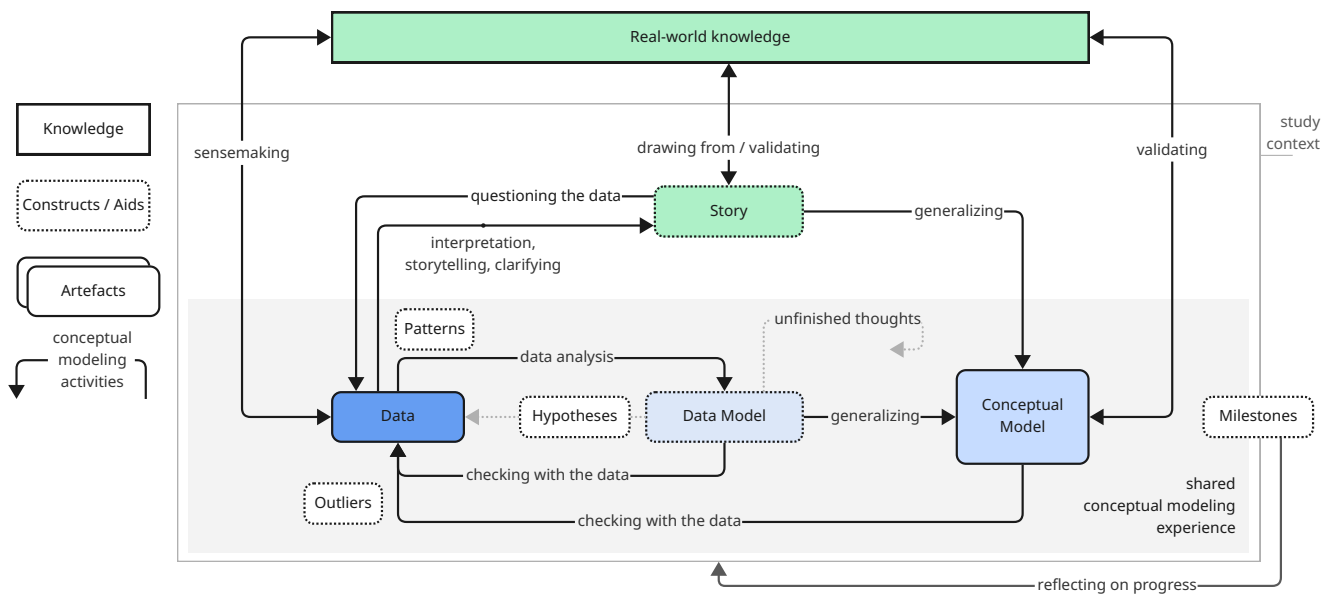 Real-world knowledge
Knowledge
study
context
sensemaking
drawing from / validating
validating
Constructs / Aids
questioning the data
Story
generalizing
interpretation,
storytelling, clarifying
Artefacts
Patterns
unfinished thoughts
conceptual
modeling
activities
data analysis
Data
Hypotheses
Data Model
generalizing
Conceptual
Model
Milestones
checking with the data
Outliers
shared
conceptual modeling
experience
checking with the data
reflecting on progress